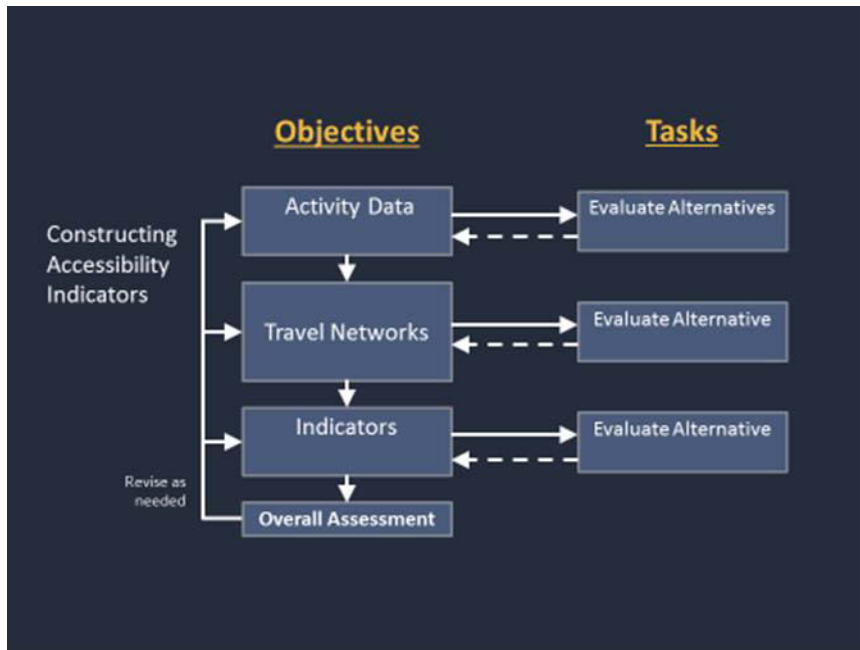 Objectives
Tasks
Constructing
Accessibility
Indicators
Activity Data
Evaluate Alternatives
Travel Networks
Evaluate Alternative
Indicators
Evaluate Alternative
Revise as
needed
Overall Assessment